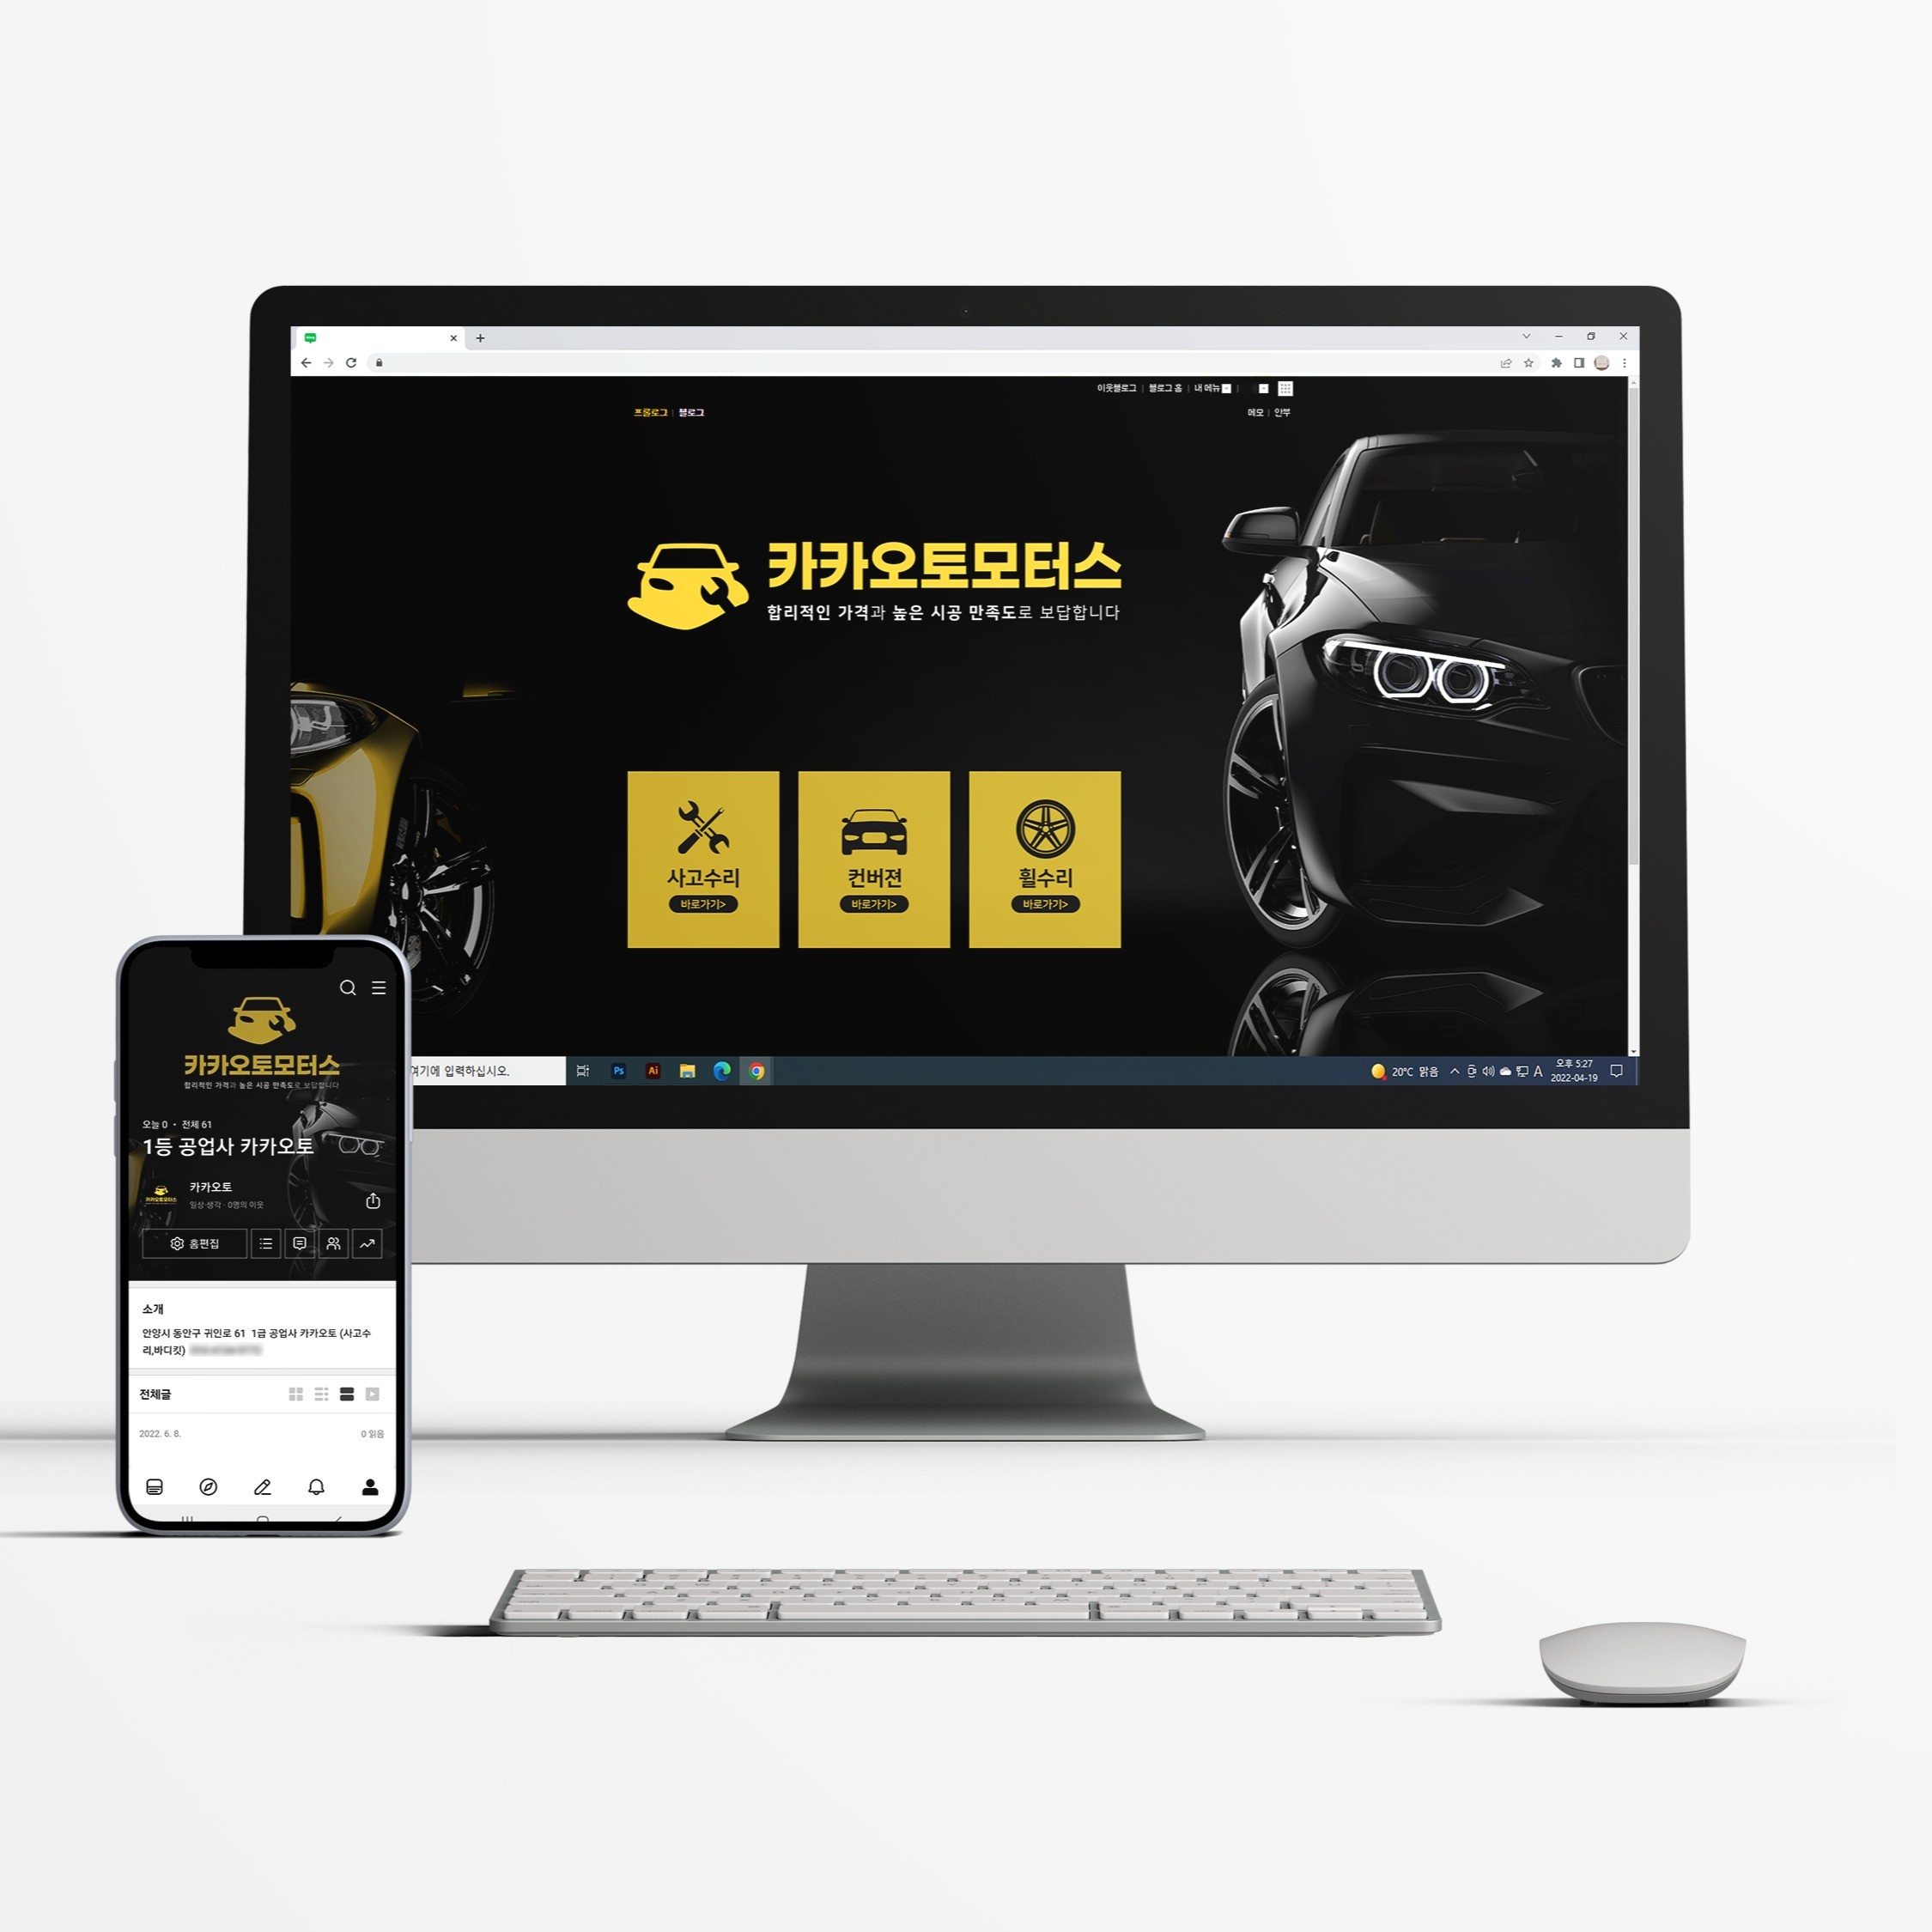 이웃블로그 | 블로그 홈 | 내 메뉴
프롤로그 | 블로그
메모 | 안부
카카오토모터스
합리적인 가격과 높은 시공 만족도로 보답합니다
사고수리
바로가기>
컨버젼
바로가기>
휠수리
바로가기>
여기에 입력하십시오.
Ps
Ai
20°C 맑음
A
오후 5:27
2022-04-19
카카오토모터스
합리적인 가격과 높은 시공 만족도로 보답합니다
오늘 0 · 전체 61
1등 공업사 카카오토
카카오토모터스
카카오토
일상·생각 · 0명의 이웃
홈편집
소개
안양시 동안구 귀인로 61 1급 공업사 카카오토 (사고수
리,바디킷)
전체글
2022. 6. 8.
0 읽음